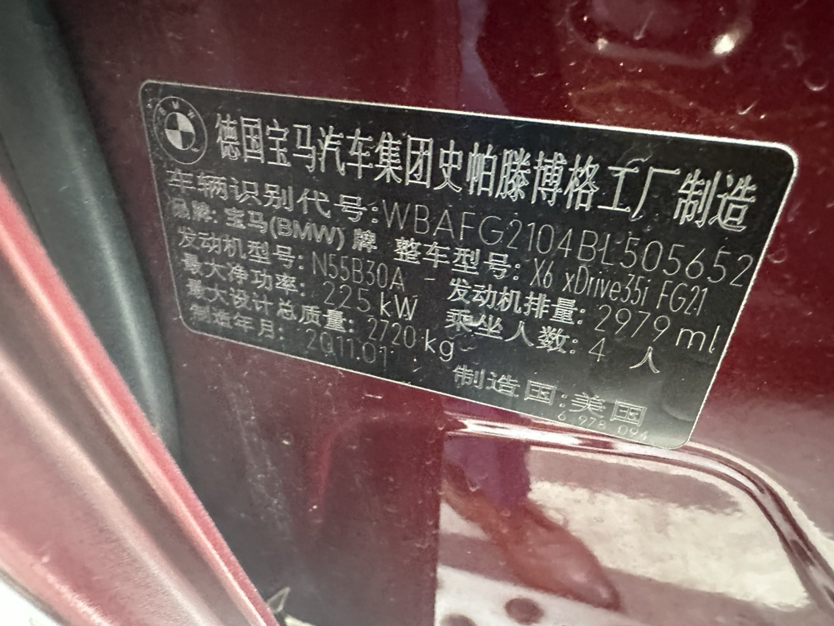 BMW
德国宝马汽车集团史帕滕博格工厂制造
车辆识别代号:WBAFG2104BL505652
品牌: 宝马(BMW) 牌 整车型号: X6 xDrive35i FG21
发动机型号: N55B30A 发动机排量: 2979 ml
最大净功率: 225 kW 乘坐人数: 4 人
最大设计总质量: 2720 kg
制造年月: 2011.01 制造国: 美国
6 978 094